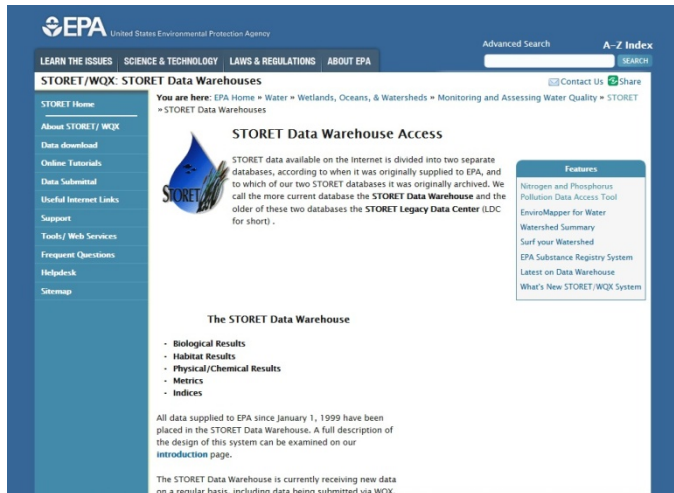 EPA United States Environmental Protection Agency
Advanced Search A-Z Index
LEARN THE ISSUES SCIENCE & TECHNOLOGY LAWS & REGULATIONS ABOUT EPA SEARCH
STORET/WQX: STORET Data Warehouses
Contact Us Share
You are here: EPA Home » Water » Wetlands, Oceans, & Watersheds » Monitoring and Assessing Water Quality » STORET
» STORET Data Warehouses
STORET Home
About STORET/ WQX
Data download
Online Tutorials
Data Submittal
Useful Internet Links
Support
Tools/ Web Services
Frequent Questions
Helpdesk
Sitemap
STORET
STORET Data Warehouse Access
STORET data available on the Internet is divided into two separate
databases, according to when it was originally supplied to EPA, and
to which of our two STORET databases it was originally archived. We
call the more current database the STORET Data Warehouse and the
older of these two databases the STORET Legacy Data Center (LDC
for short) .
Features
Nitrogen and Phosphorus
Pollution Data Access Tool
EnviroMapper for Water
Watershed Summary
Surf your Watershed
EPA Substance Registry System
Latest on Data Warehouse
What's New STORET/WQX System
The STORET Data Warehouse
· Biological Results
· Habitat Results
· Physical/Chemical Results
· Metrics
· Indices
All data supplied to EPA since January 1, 1999 have been
placed in the STORET Data Warehouse. A full description of
the design of this system can be examined on our
introduction page.
The STORET Data Warehouse is currently receiving new data
on a regular basis, including data being submitted via WQX.